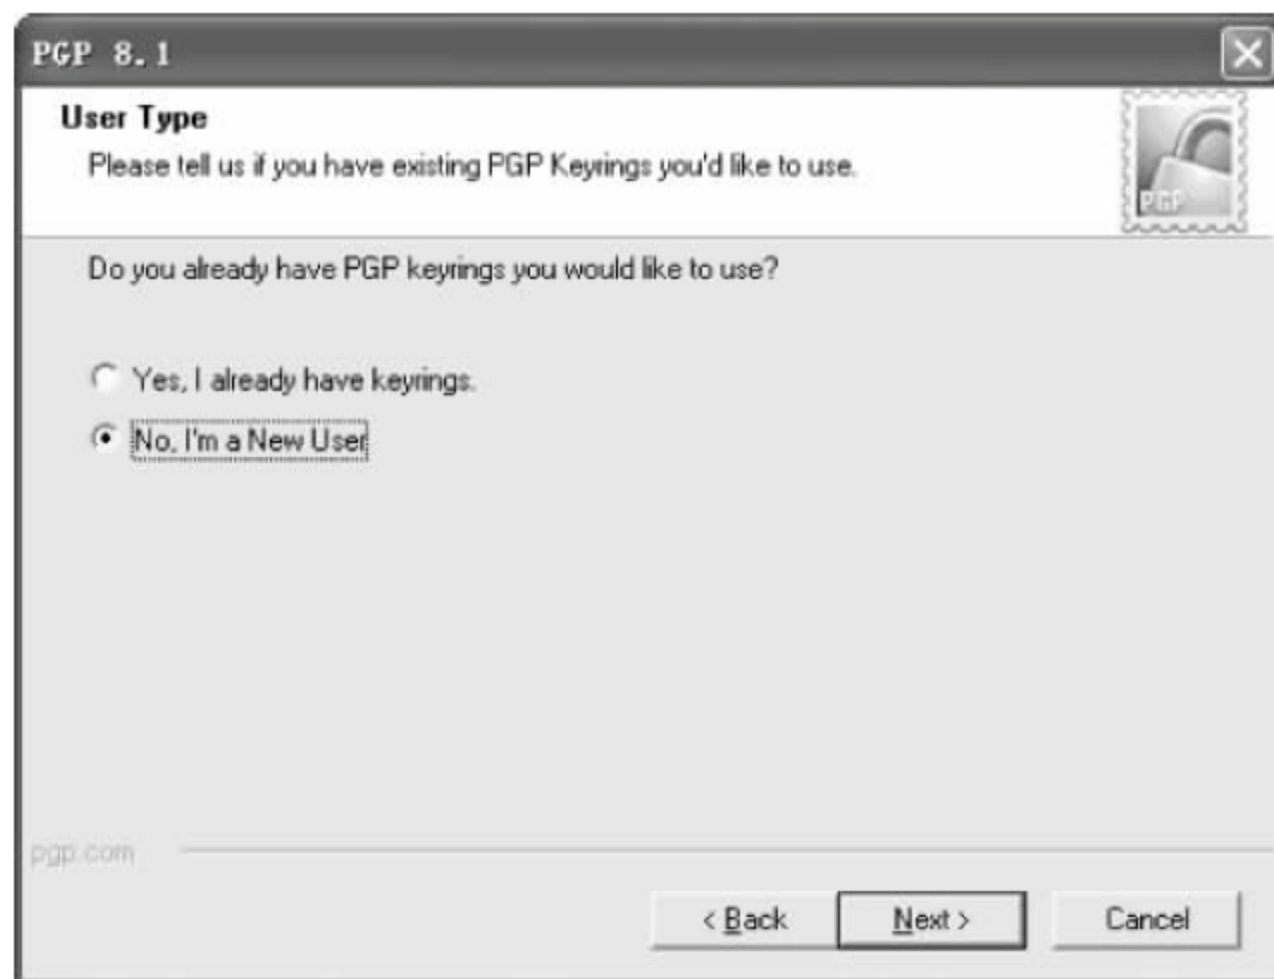 PGP 8.1
User Type
Please tell us if you have existing PGP Keyrings you'd like to use.
PGP
Do you already have PGP keyrings you would like to use?
Yes, I already have keyrings.
No, I'm a New User
pgp.com
< Back
Next >
Cancel